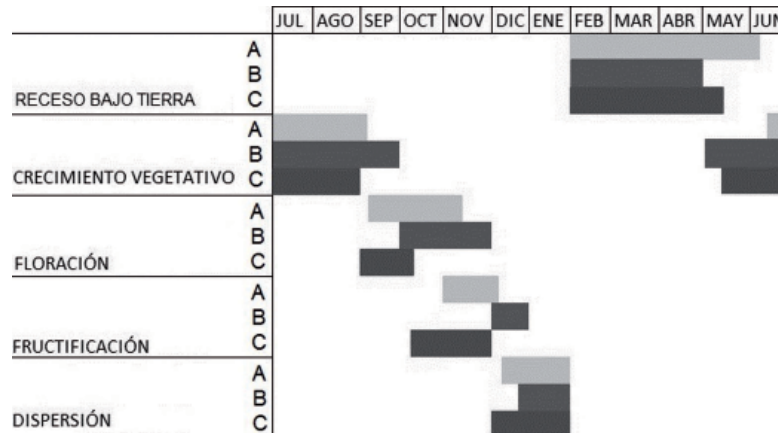 JUL AGO SEP OCT NOV DIC ENE FEB MAR ABR MAY JUN
A
B
RECESO BAJO TIERRA C
A
B
CRECIMIENTO VEGETATIVO C
A
B
FLORACIÓN C
A
B
FRUCTIFICACIÓN C
A
B
DISPERSIÓN C